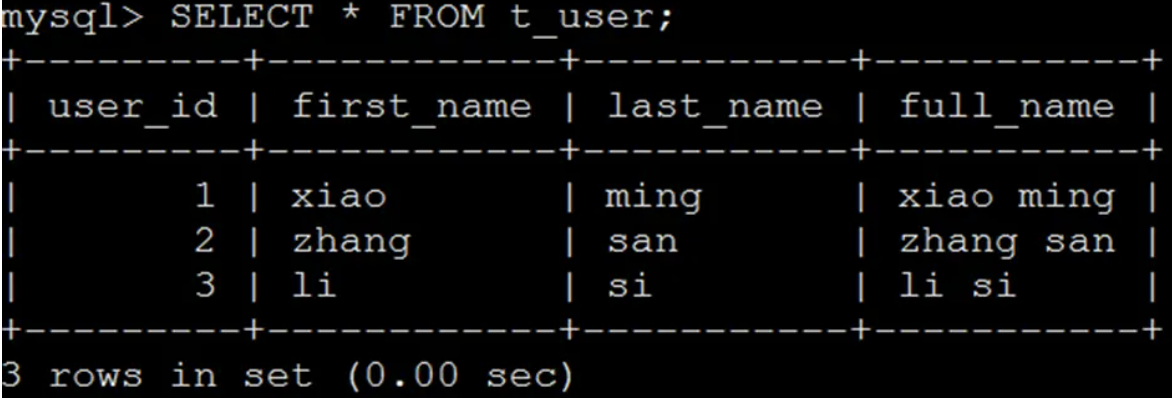 mysql> SELECT * FROM t_user;
+---------+------------+-----------+-----------+
| user_id | first_name | last_name | full_name |
+---------+------------+-----------+-----------+
|       1 | xiao       | ming      | xiao ming |
|       2 | zhang      | san       | zhang san |
|       3 | li         | si        | li si     |
+---------+------------+-----------+-----------+
3 rows in set (0.00 sec)